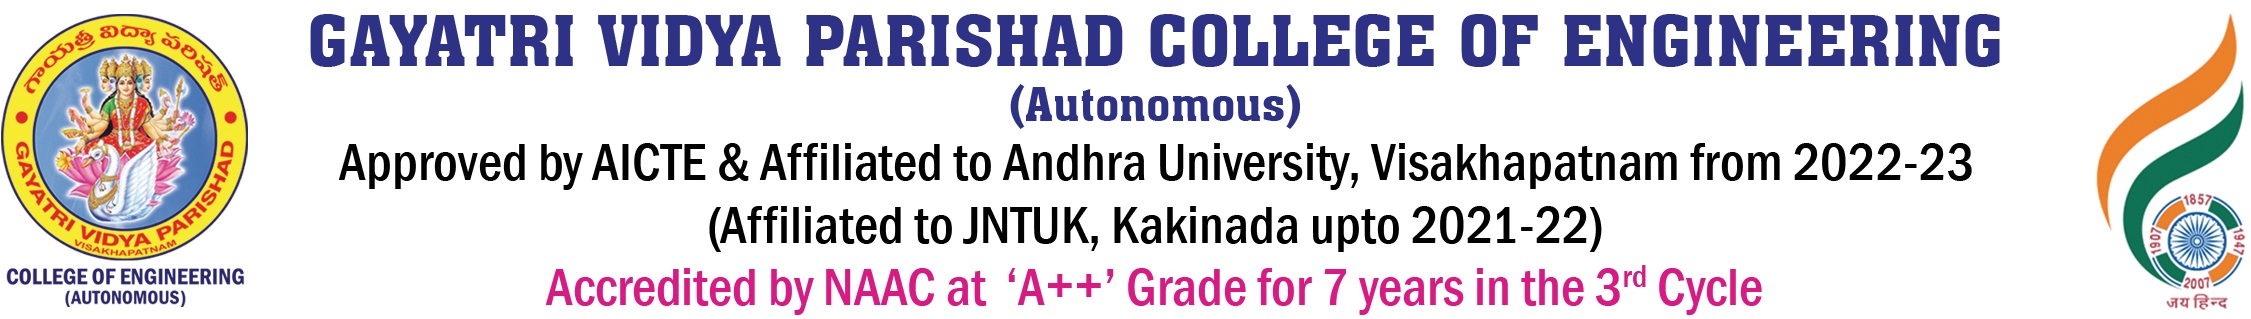 గాయత్రీ విద్యా పరిషత్
GAYATRI VIDYA PARISHAD
VISAKHAPATNAM
COLLEGE OF ENGINEERING
(AUTONOMOUS)
GAYATRI VIDYA PARISHAD COLLEGE OF ENGINEERING
(Autonomous)
Approved by AICTE & Affiliated to Andhra University, Visakhapatnam from 2022-23
(Affiliated to JNTUK, Kakinada upto 2021-22)
Accredited by NAAC at ‘A++’ Grade for 7 years in the 3rd Cycle
1857
1907
1947
2007
जय हिन्द